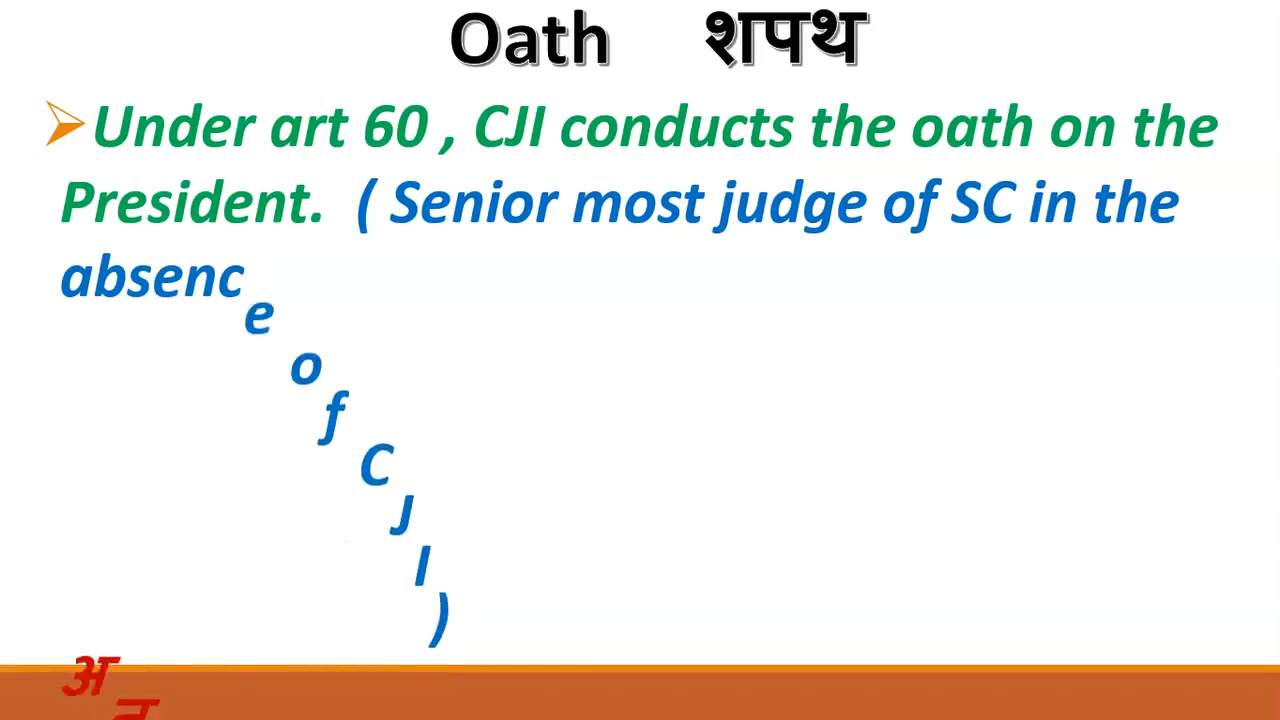 Oath शपथ
Under art 60 , CJI conducts the oath on the
President. ( Senior most judge of SC in the
absence of CJI )